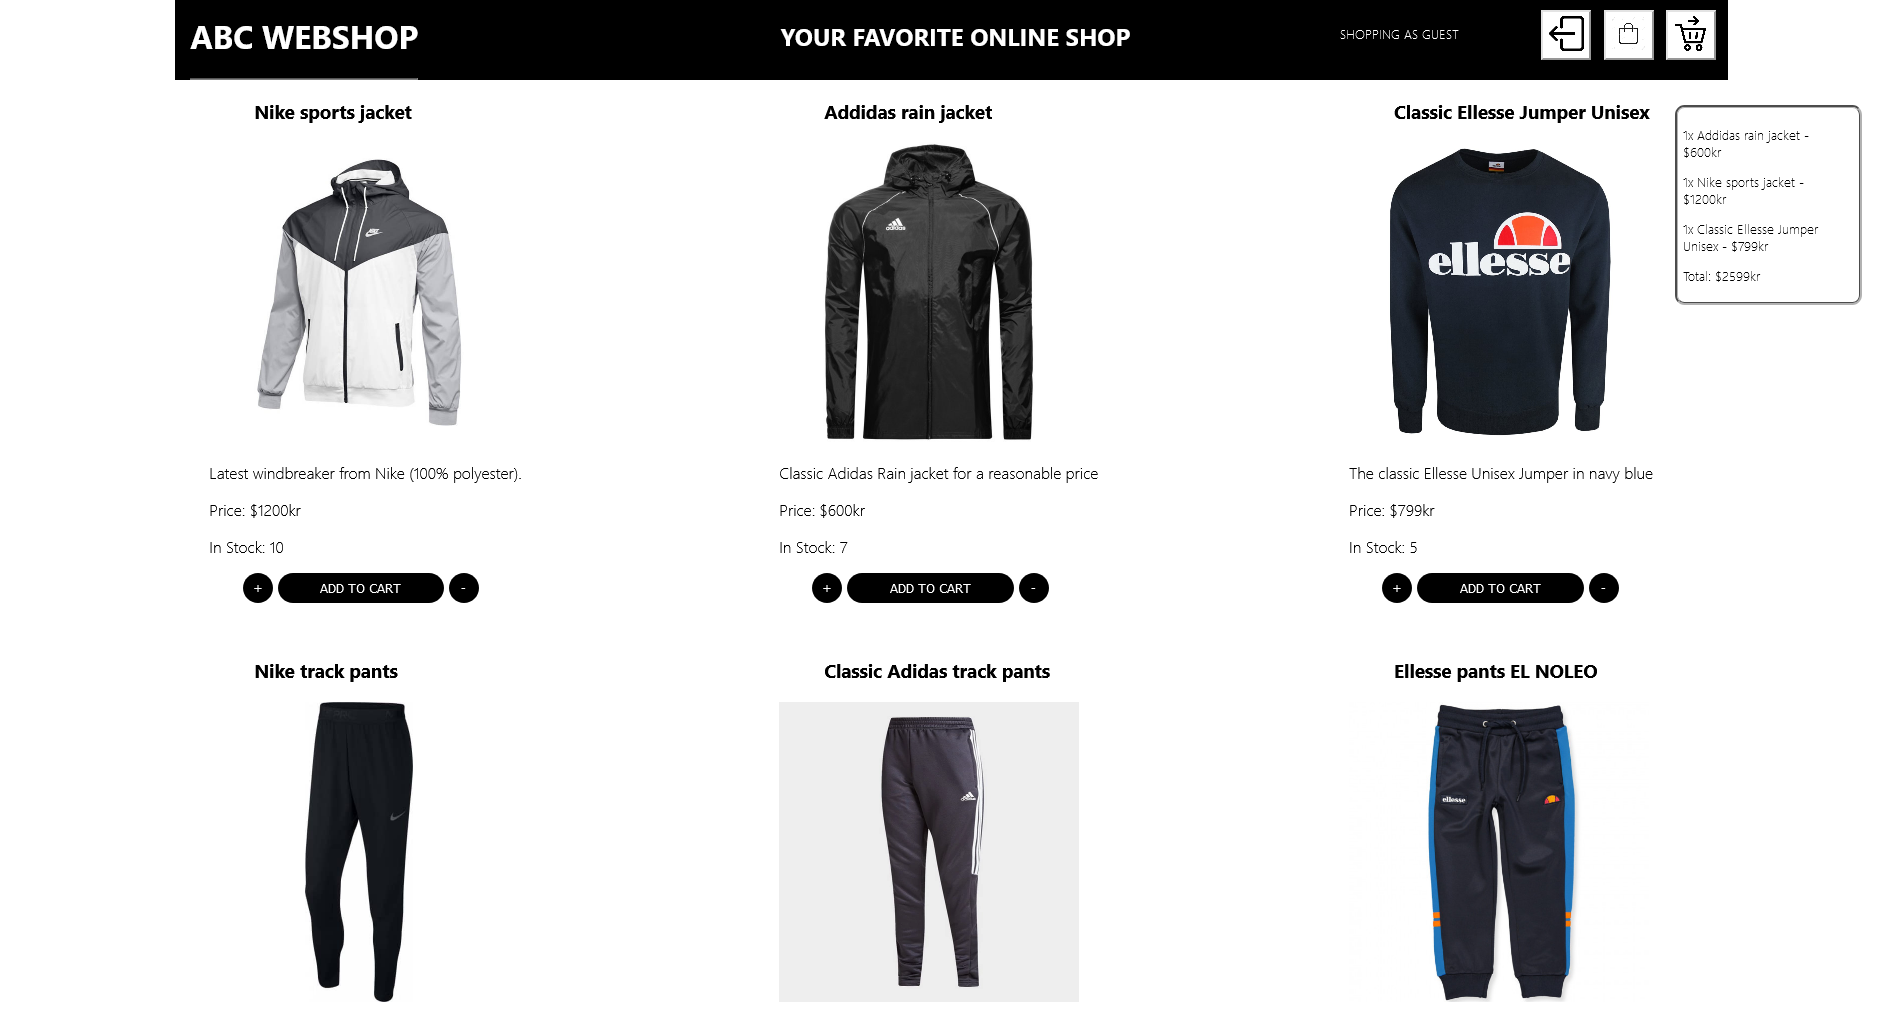 ABC WEBSHOP
YOUR FAVORITE ONLINE SHOP
SHOPPING AS GUEST
Nike sports jacket
Addidas rain jacket
Classic Ellesse Jumper Unisex
1x Addidas rain jacket -
$600kr
1x Nike sports jacket -
$1200kr
1x Classic Ellesse Jumper
Unisex - $799kr
Total: $2599kr
adidas
ellesse
Latest windbreaker from Nike (100% polyester).
Classic Adidas Rain jacket for a reasonable price
The classic Ellesse Unisex Jumper in navy blue
Price: $1200kr
Price: $600kr
Price: $799kr
In Stock: 10
In Stock: 7
In Stock: 5
+ ADD TO CART -
+ ADD TO CART -
+ ADD TO CART -
Nike track pants
Classic Adidas track pants
Ellesse pants EL NOLEO
ellesse